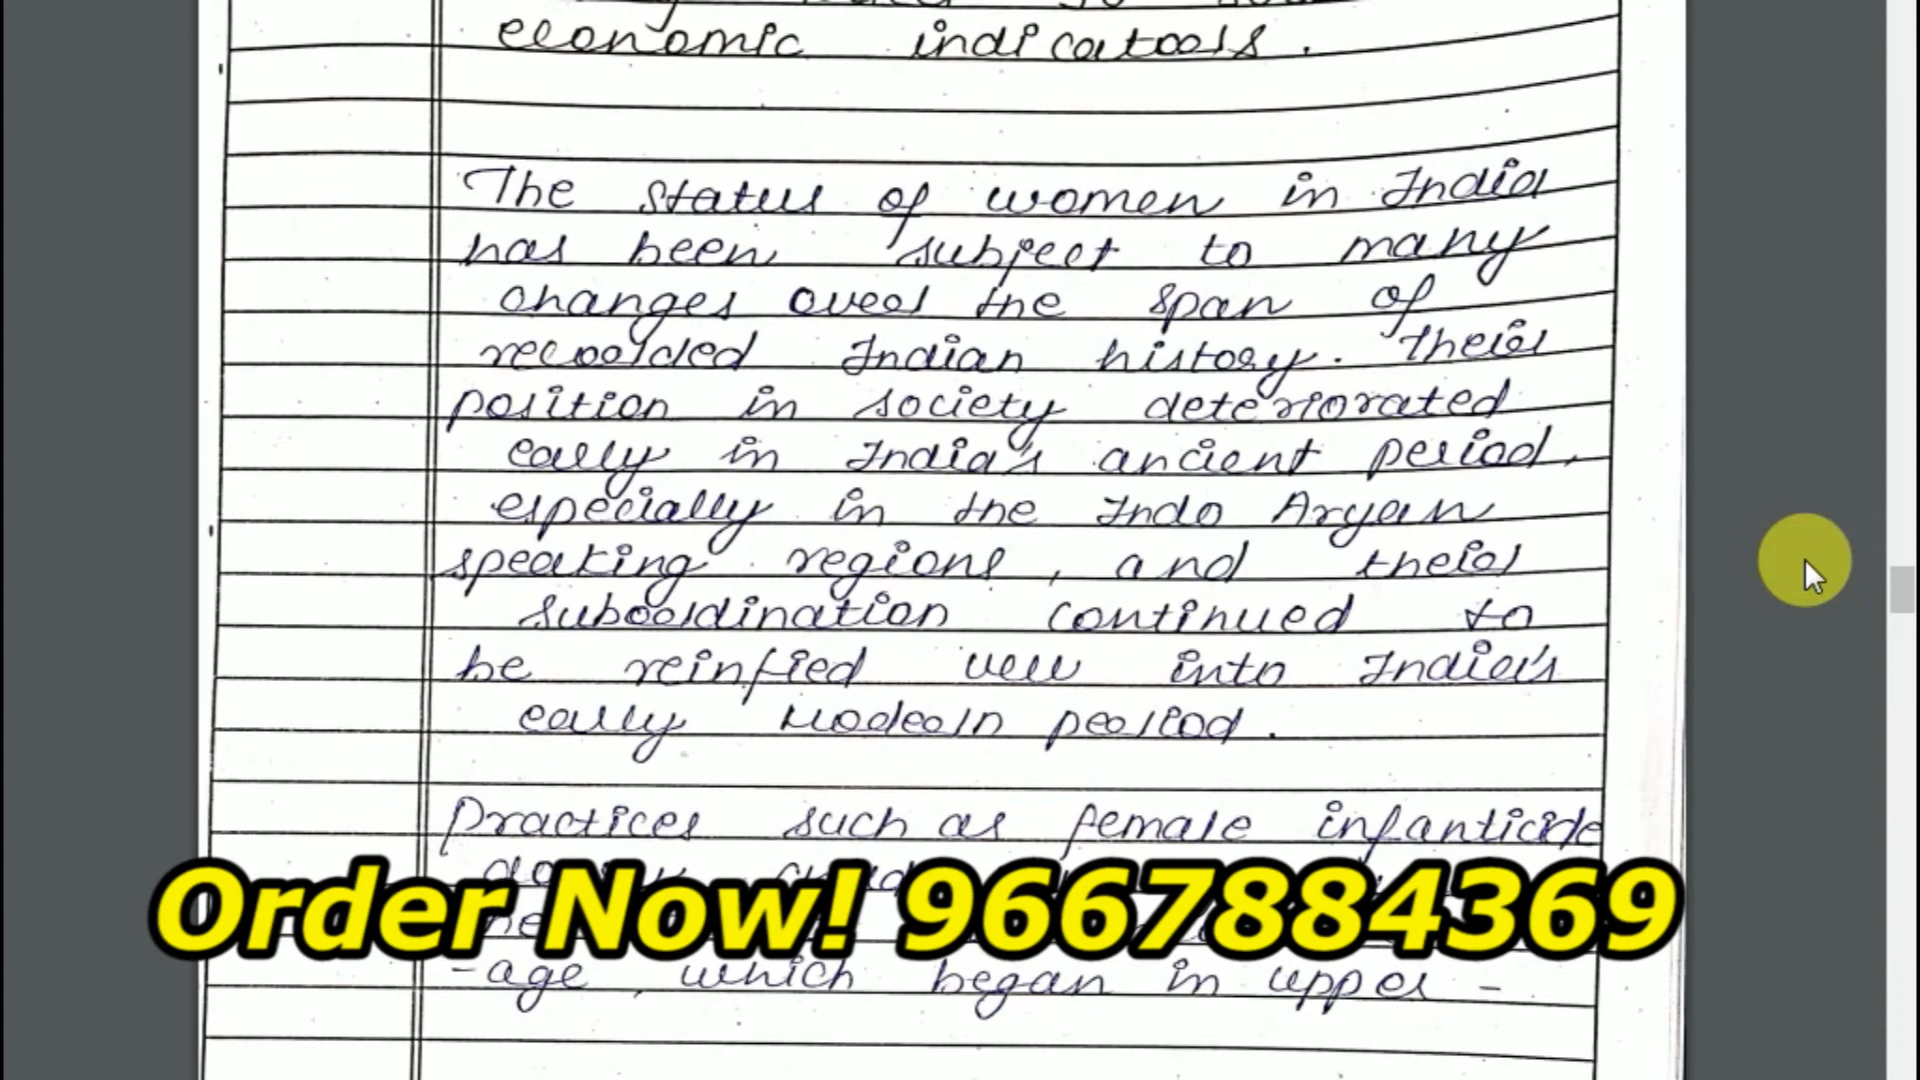 economic indicators.
The status of women in India
has been subject to many
changes over the span of
recorded Indian history. Their
position in society deteriorated
early in India's ancient period,
especially in the Indo Aryan
speaking regions, and their
subordination continued to
be reinfied well into India's
early Modern period.
Practices such as female infanticide
Order Now! 9667884369
-age, which began in upper -